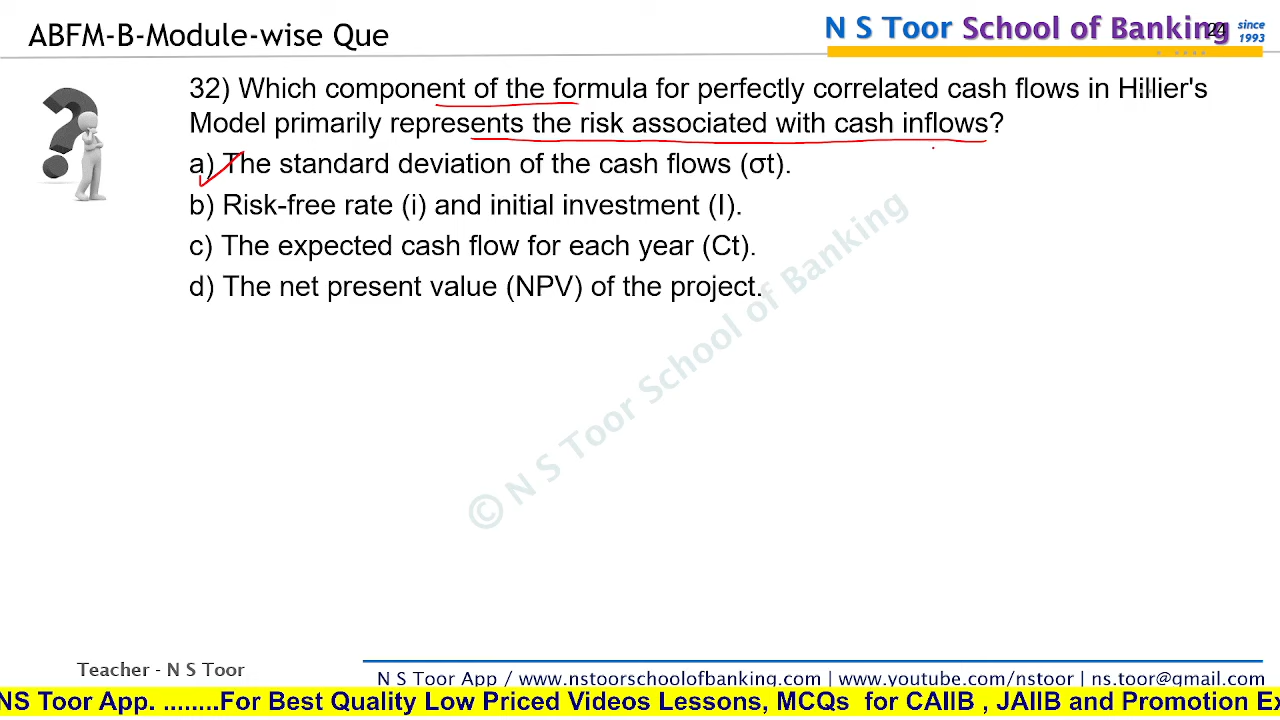 ABFM-B-Module-wise Que
N S Toor School of Banking
since
1993
24
32) Which component of the formula for perfectly correlated cash flows in Hillier's
Model primarily represents the risk associated with cash inflows?
a) The standard deviation of the cash flows (σt).
b) Risk-free rate (i) and initial investment (I).
c) The expected cash flow for each year (Ct).
d) The net present value (NPV) of the project.
© N S Toor School of Banking
Teacher - N S Toor
N S Toor App / www.nstoorschoolofbanking.com | www.youtube.com/nstoor | ns.toor@gmail.com
NS Toor App. ........For Best Quality Low Priced Videos Lessons, MCQs for CAIIB , JAIIB and Promotion Ex